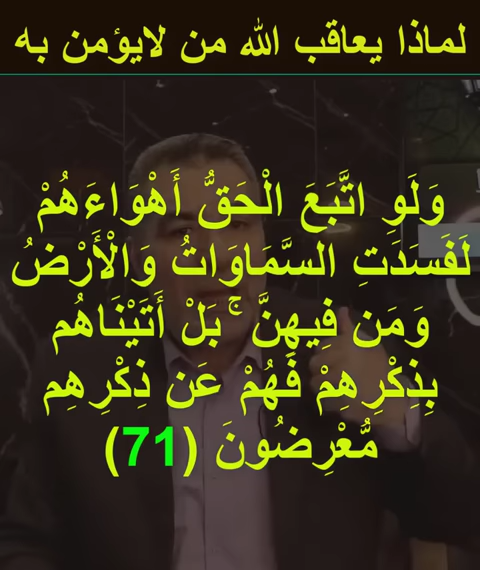 لماذا يعاقب الله من لايؤمن به
وَلَوِ اتَّبَعَ الْحَقُّ أَهْوَاءَهُمْ
لَفَسَدَتِ السَّمَاوَاتُ وَالْأَرْضُ
وَمَن فِيهِنَّ ۚ بَلْ أَتَيْنَاهُم
بِذِكْرِهِمْ فَهُمْ عَن ذِكْرِهِم
مُّعْرِضُونَ (71)